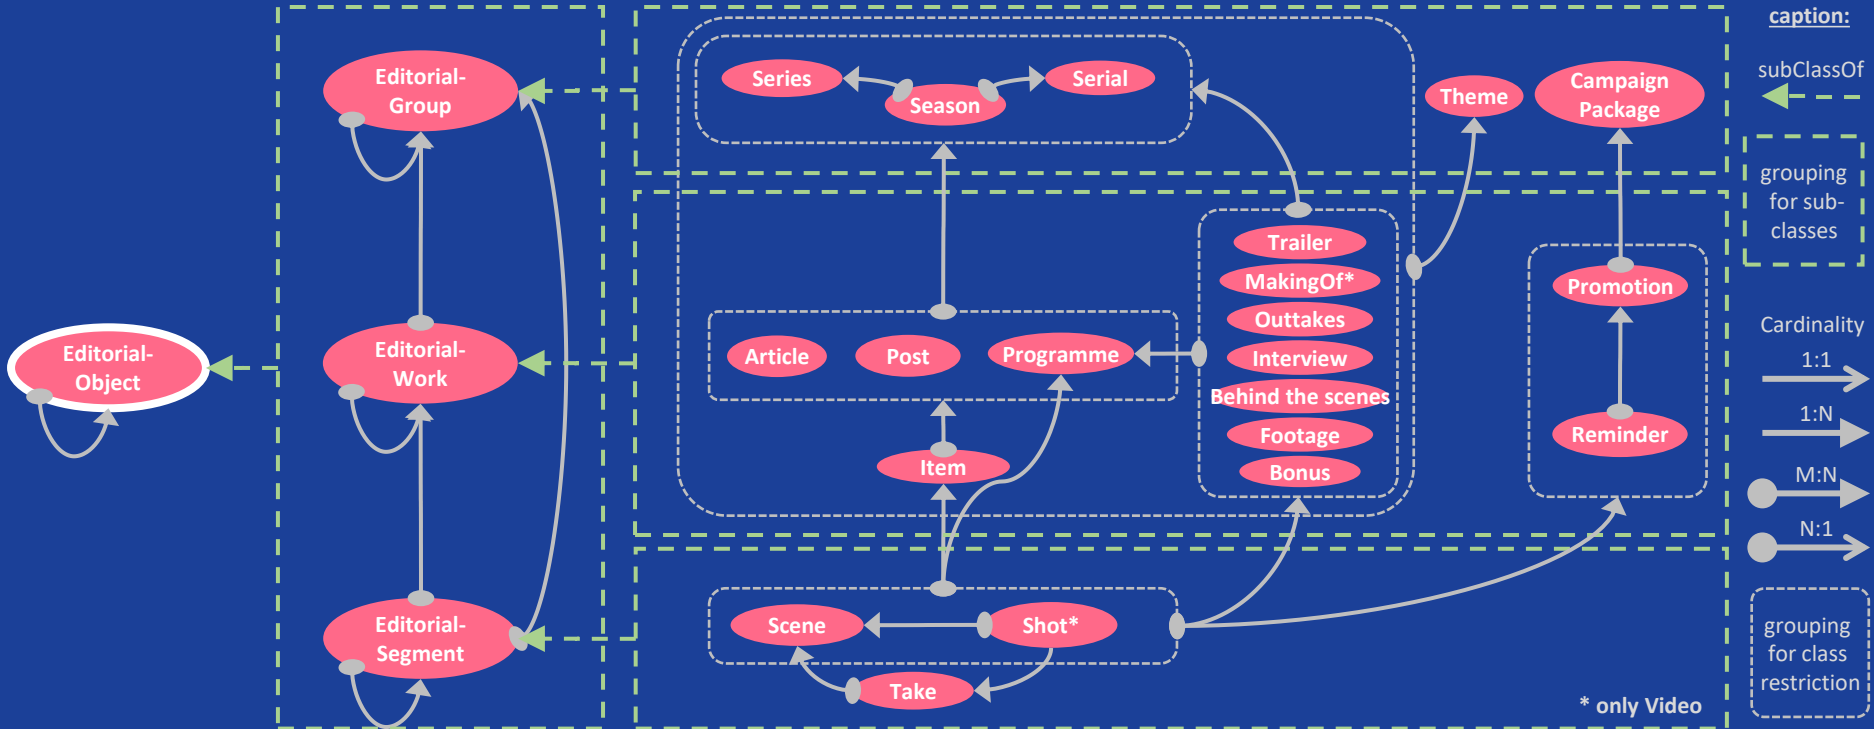 caption:
subClassOf
grouping
for sub-
classes
Cardinality
1:1
1:N
M:N
N:1
grouping
for class
restriction
Editorial-
Object
Editorial-
Group
Editorial-
Work
Editorial-
Segment
Series
Season
Serial
Theme
Campaign
Package
Article
Post
Programme
Trailer
MakingOf*
Outtakes
Interview
Behind the scenes
Footage
Bonus
Promotion
Reminder
Item
Scene
Shot*
Take
* only Video